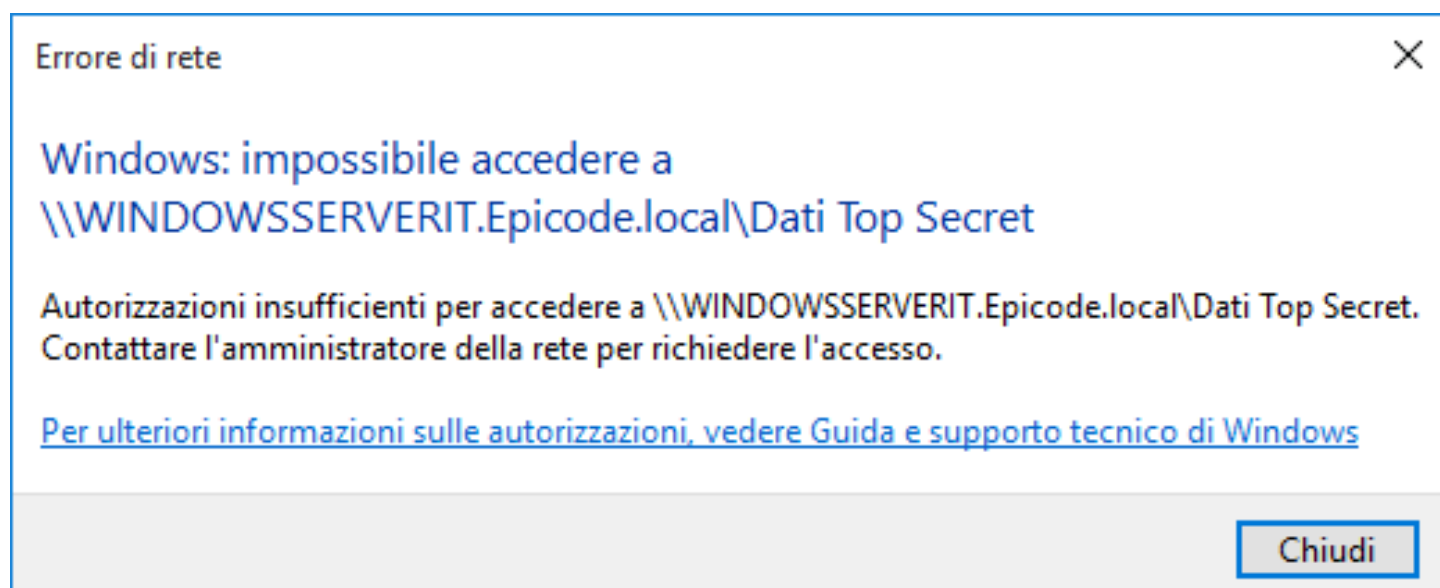 Errore di rete
Windows: impossibile accedere a
\\WINDOWSSERVERIT.Epicode.local\Dati Top Secret
Autorizzazioni insufficienti per accedere a \\WINDOWSSERVERIT.Epicode.local\Dati Top Secret.
Contattare l'amministratore della rete per richiedere l'accesso.
Per ulteriori informazioni sulle autorizzazioni, vedere Guida e supporto tecnico di Windows
Chiudi